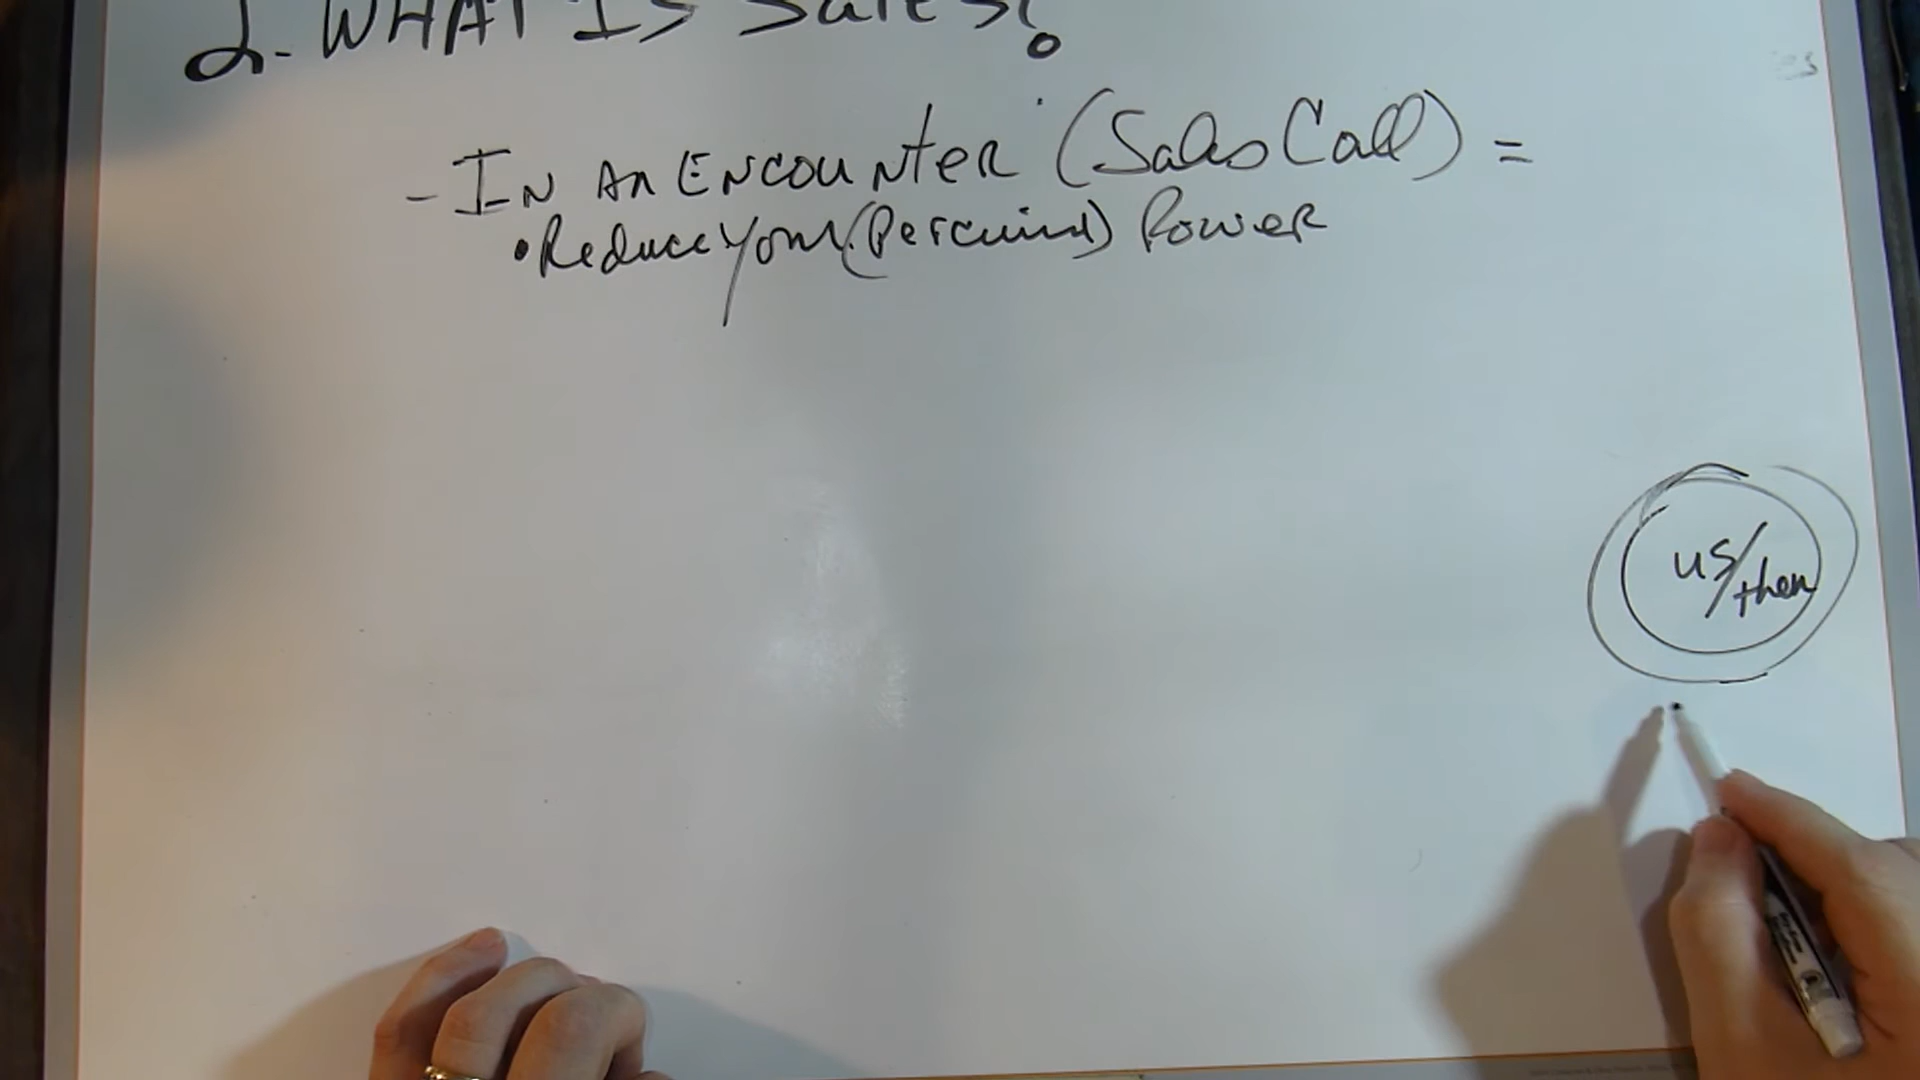 2. WHAT IS Sales?
- IN AN ENCOUNTER (Sales Call) =
• Reduce your (Perceived) Power
us/them